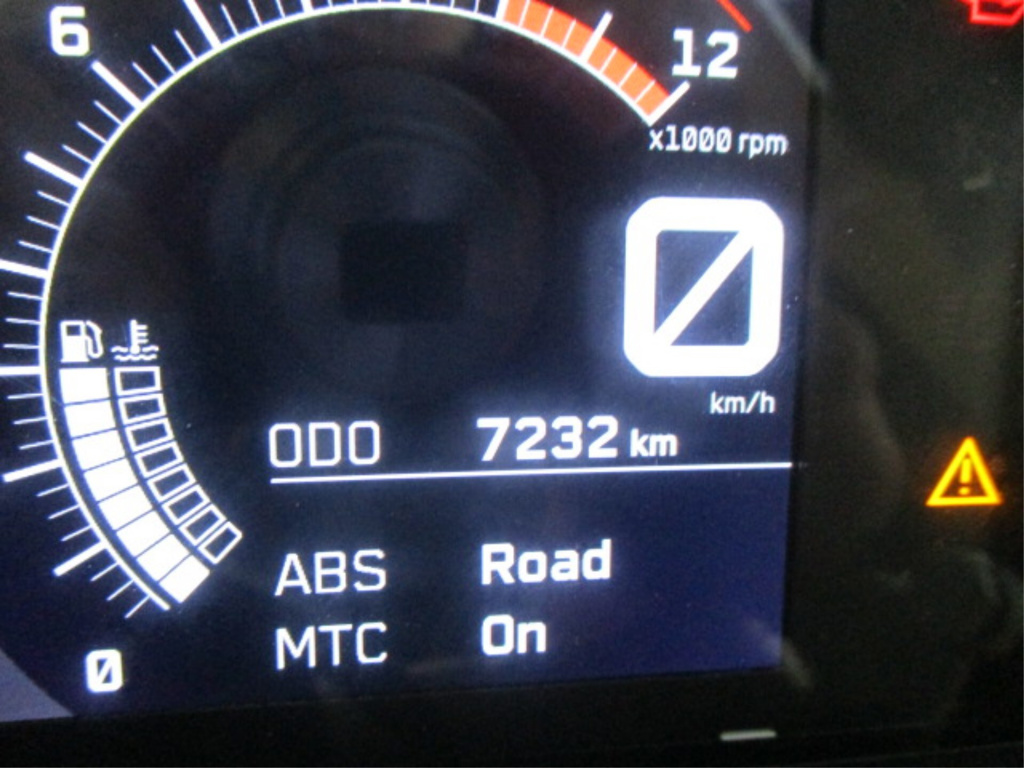 6
12
x1000 rpm
0
km/h
ODO 7232 km
ABS Road
MTC On
0